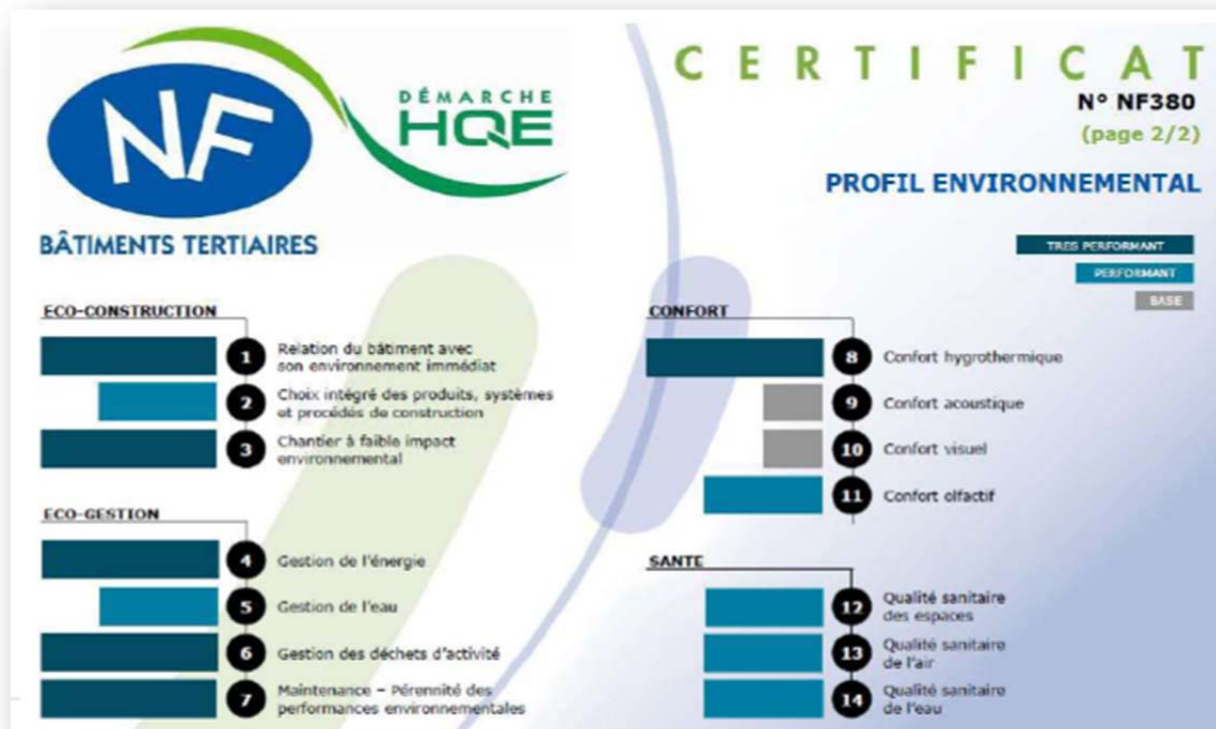 NF
DÉMARCHE
HQE
BÂTIMENTS TERTIAIRES
CERTIFICAT
N° NF380
(page 2/2)
PROFIL ENVIRONNEMENTAL
TRES PERFORMANT
PERFORMANT
BASE
ECO-CONSTRUCTION
1 Relation du bâtiment avec
son environnement immédiat
2 Choix intégré des produits, systèmes
et procédés de construction
3 Chantier à faible impact
environnemental
ECO-GESTION
4 Gestion de l'énergie
5 Gestion de l'eau
6 Gestion des déchets d'activité
7 Maintenance – Pérennité des
performances environnementales
CONFORT
8 Confort hygrothermique
9 Confort acoustique
10 Confort visuel
11 Confort olfactif
SANTE
12 Qualité sanitaire
des espaces
13 Qualité sanitaire
de l'air
14 Qualité sanitaire
de l'eau